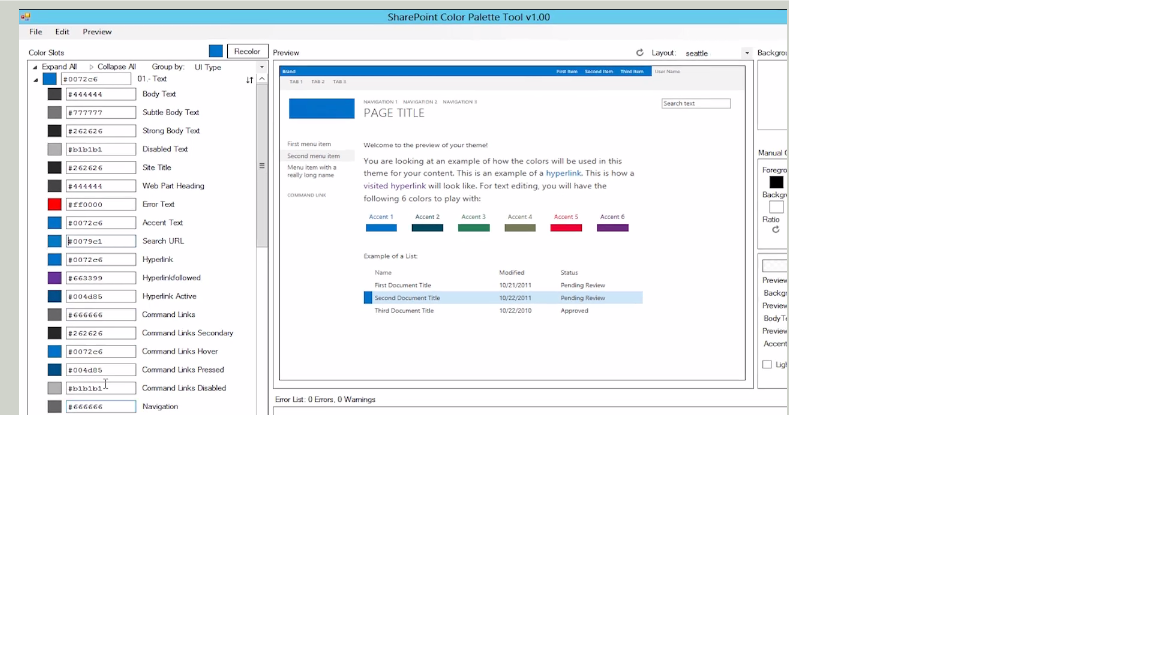 SharePoint Color Palette Tool v1.00
File Edit Preview
Color Slots
Recolor
Expand All Collapse All Group by: UI Type
#0072c6 01 - Text
#444444 Body Text
#777777 Subtle Body Text
#262626 Strong Body Text
#b1b1b1 Disabled Text
#262626 Site Title
#444444 Web Part Heading
#ff0000 Error Text
#0072c6 Accent Text
#0079c1 Search URL
#0072c6 Hyperlink
#663399 Hyperlinkfollowed
#004d85 Hyperlink Active
#666666 Command Links
#262626 Command Links Secondary
#0072c6 Command Links Hover
#004d85 Command Links Pressed
#b1b1b1 Command Links Disabled
#666666 Navigation
Preview
Layout: seattle
Brand First Item Second Item Third Item User Name
TAB 1 TAB 2 TAB 3
NAVIGATION 1 NAVIGATION 2 NAVIGATION 3
PAGE TITLE
Search text
First menu item
Second menu item
Menu item with a
really long name
COMMAND LINK
Welcome to the preview of your theme!
You are looking at an example of how the colors will be used in this
theme for your content. This is an example of a hyperlink. This is how a
visited hyperlink will look like. For text editing, you will have the
following 6 colors to play with:
Accent 1 Accent 2 Accent 3 Accent 4 Accent 5 Accent 6
Example of a List:
Name Modified Status
First Document Title 10/21/2011 Pending Review
Second Document Title 10/22/2011 Pending Review
Third Document Title 10/22/2010 Approved
Error List: 0 Errors, 0 Warnings
Backgrou
Manual C
Foregro
Backgr
Ratio
Preview
Backg
Preview
Body Te
Preview
Accent
Ligh